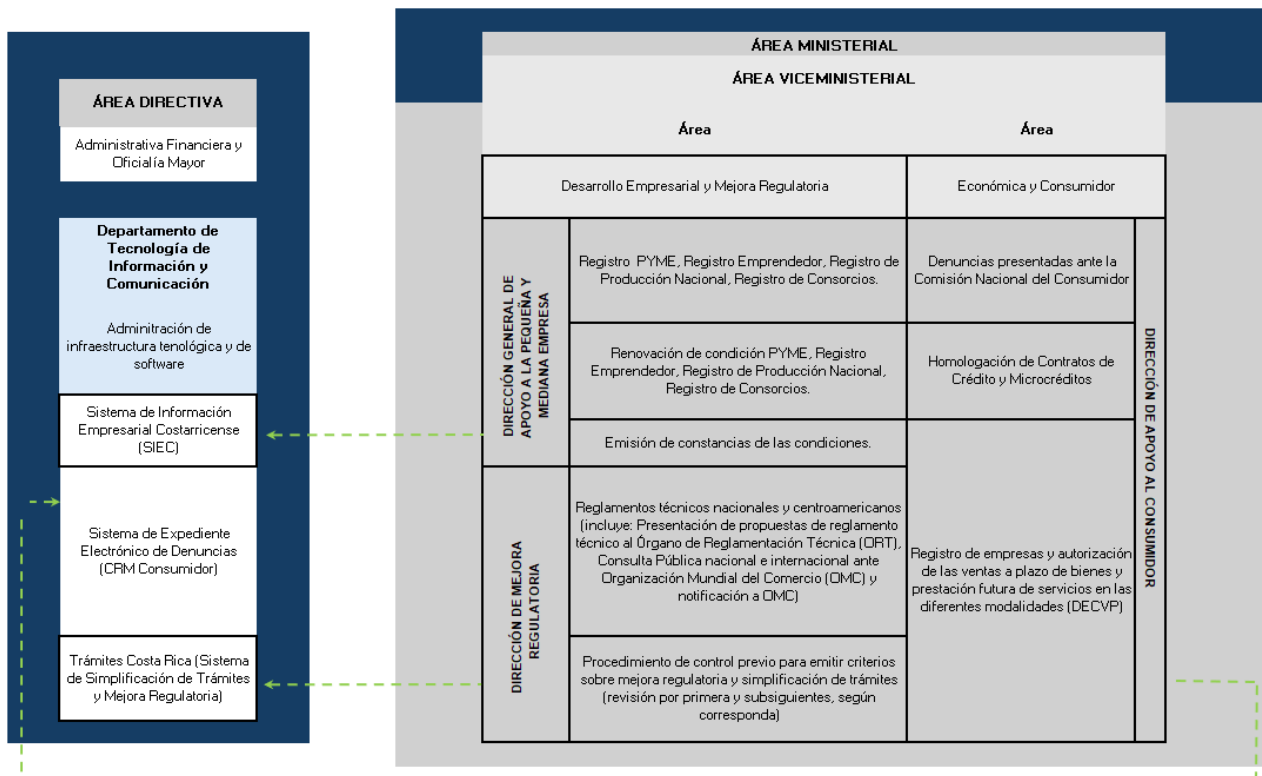 ÁREA DIRECTIVA
Administrativa Financiera y
Oficialía Mayor
Departamento de
Tecnología de
Información y
Comunicación
Adminitración de
infraestructura tenológica y de
software
Sistema de Información
Empresarial Costarricense
(SIEC)
Sistema de Expediente
Electrónico de Denuncias
(CRM Consumidor)
Trámites Costa Rica (Sistema
de Simplificación de Trámites
y Mejora Regulatoria)
ÁREA MINISTERIAL
ÁREA VICEMINISTERIAL
Área
Área
Desarrollo Empresarial y Mejora Regulatoria
Económica y Consumidor
DIRECCIÓN GENERAL DE
APOYO A LA PEQUEÑA Y
MEDIANA EMPRESA
Registro  PYME, Registro Emprendedor, Registro de
Producción Nacional, Registro de Consorcios.
Renovación de condición PYME, Registro
Emprendedor, Registro de Producción Nacional,
Registro de Consorcios.
Emisión de constancias de las condiciones.
DIRECCIÓN DE MEJORA
REGULATORIA
Reglamentos técnicos nacionales y centroamericanos
(incluye: Presentación de propuestas de reglamento
técnico al Órgano de Reglamentación Técnica (ORT),
Consulta Pública nacional e internacional ante
Organización Mundial del Comercio (OMC) y
notificación a OMC)
Procedimiento de control previo para emitir criterios
sobre mejora regulatoria y simplificación de trámites
(revisión por primera y subsiguientes, según
corresponda)
Denuncias presentadas ante la
Comisión Nacional del Consumidor
Homologación de Contratos de
Crédito y Microcréditos
Registro de empresas y autorización
de las ventas a plazo de bienes y
prestación futura de servicios en las
diferentes modalidades (DECVP)
DIRECCIÓN DE APOYO AL CONSUMIDOR